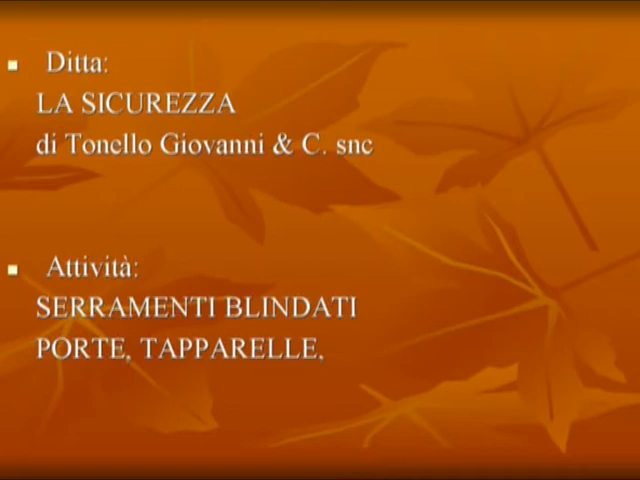 Ditta:
LA SICUREZZA
di Tonello Giovanni & C. snc
Attività:
SERRAMENTI BLINDATI
PORTE, TAPPARELLE,